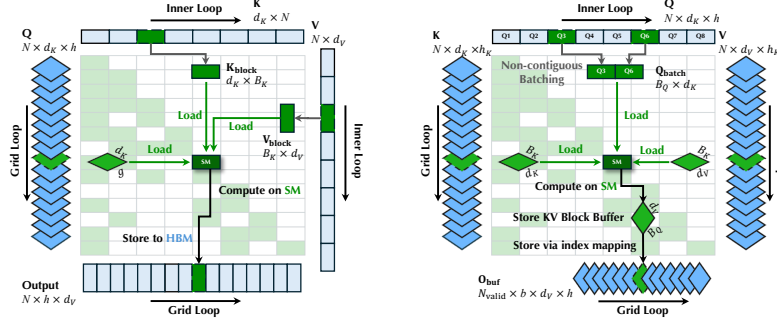 Inner Loop
K
d_K × N
Q
N × d_K × h
V
N × d_V
K_block
d_K × B_K
Load
Load
V_block
B_K × d_V
Grid Loop
Inner Loop
d_K
g
Load
SM
Compute on SM
Store to HBM
Output
N × h × d_V
Grid Loop
Inner Loop
Q
N × d_K × h
K
N × d_K × h_K
Q1 Q2 Q3 Q4 Q5 Q6 Q7 Q8
V
N × d_V × h_K
Non-contiguous
Batching
Q3 Q6
Q_batch
B_Q × d_K
Load
Grid Loop
Grid Loop
B_K
d_K
Load
SM
Load
B_K
d_V
Compute on SM
Store KV Block Buffer
d_V
B_Q
Store via index mapping
O_buf
N_valid × b × d_V × h
Grid Loop